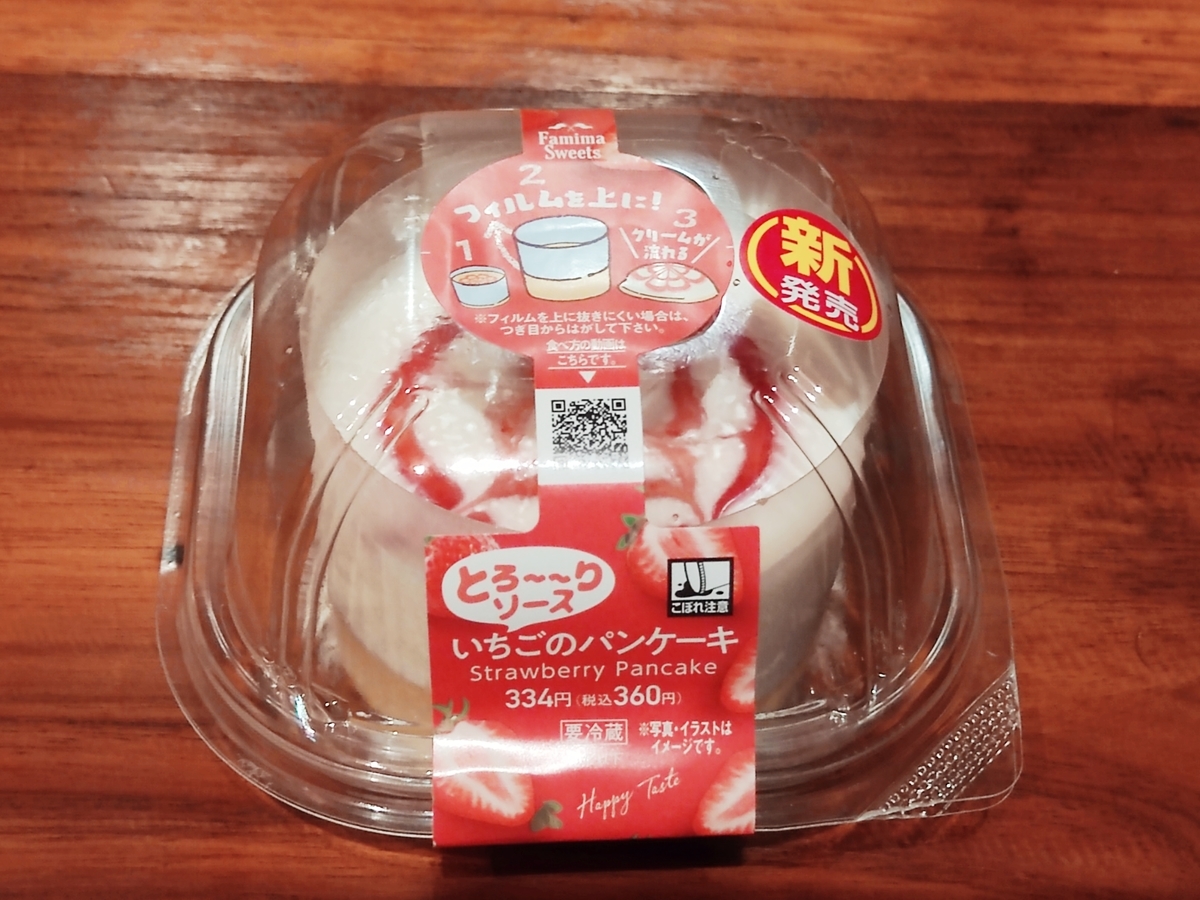 Famima
Sweets
2
フィルムを上に!
3
クリームが
流れる
1
※フィルムを上に抜きにくい場合は、
つぎ目からはがして下さい。
食べ方の動画は
こちらです。
新
発売
とろ〜〜り
ソース
こぼれ注意
いちごのパンケーキ
Strawberry Pancake
334円(税込360円)
要冷蔵
※写真・イラストは
イメージです。
Happy Taste